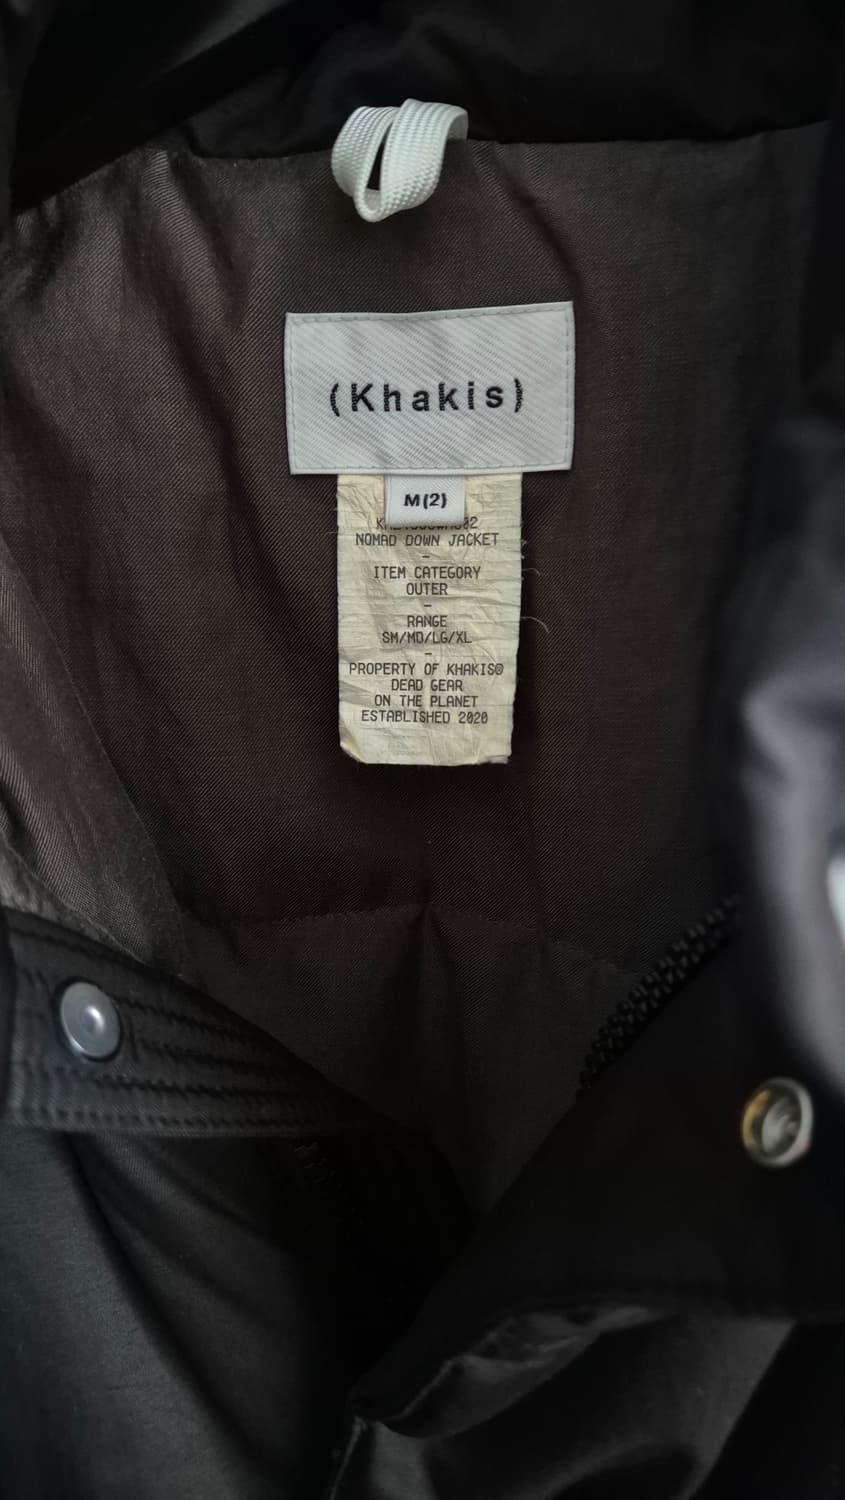 (Khakis)
M(2)
NOMAD DOWN JACKET
–
ITEM CATEGORY
OUTER
–
RANGE
SM/MD/LG/XL
–
PROPERTY OF KHAKIS®
DEAD GEAR
ON THE PLANET
ESTABLISHED 2020